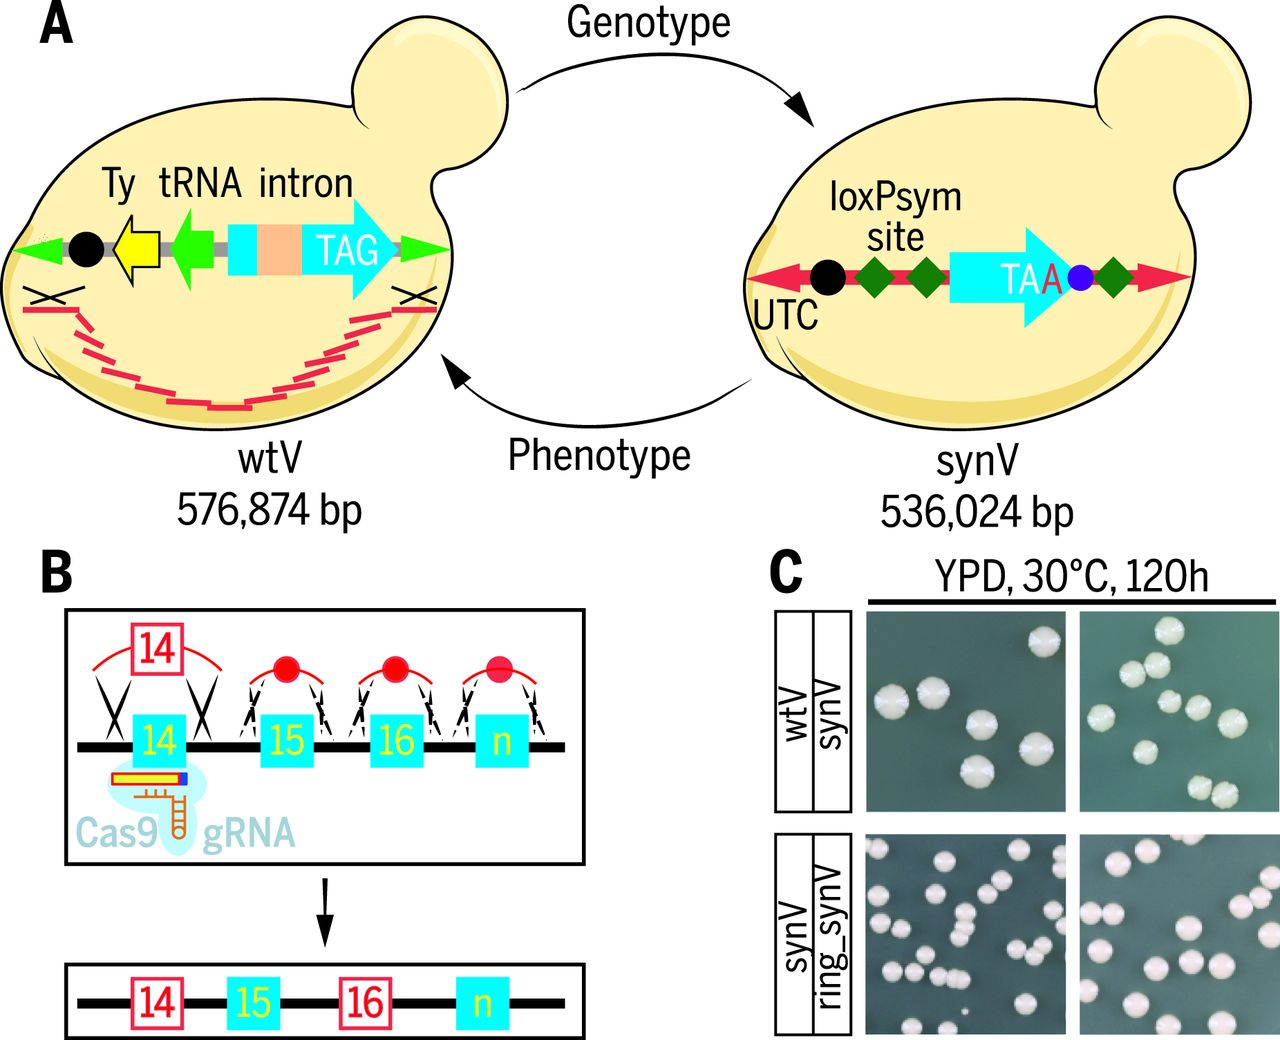 A
Genotype
Ty tRNA intron
TAG
loxPsym
site
TAA
UTC
Phenotype
wtV
576,874 bp
synV
536,024 bp
B
14
14 15 16 n
Cas9 gRNA
14 15 16 n
C
YPD, 30°C, 120h
wtV
synV
synV
ring_synV